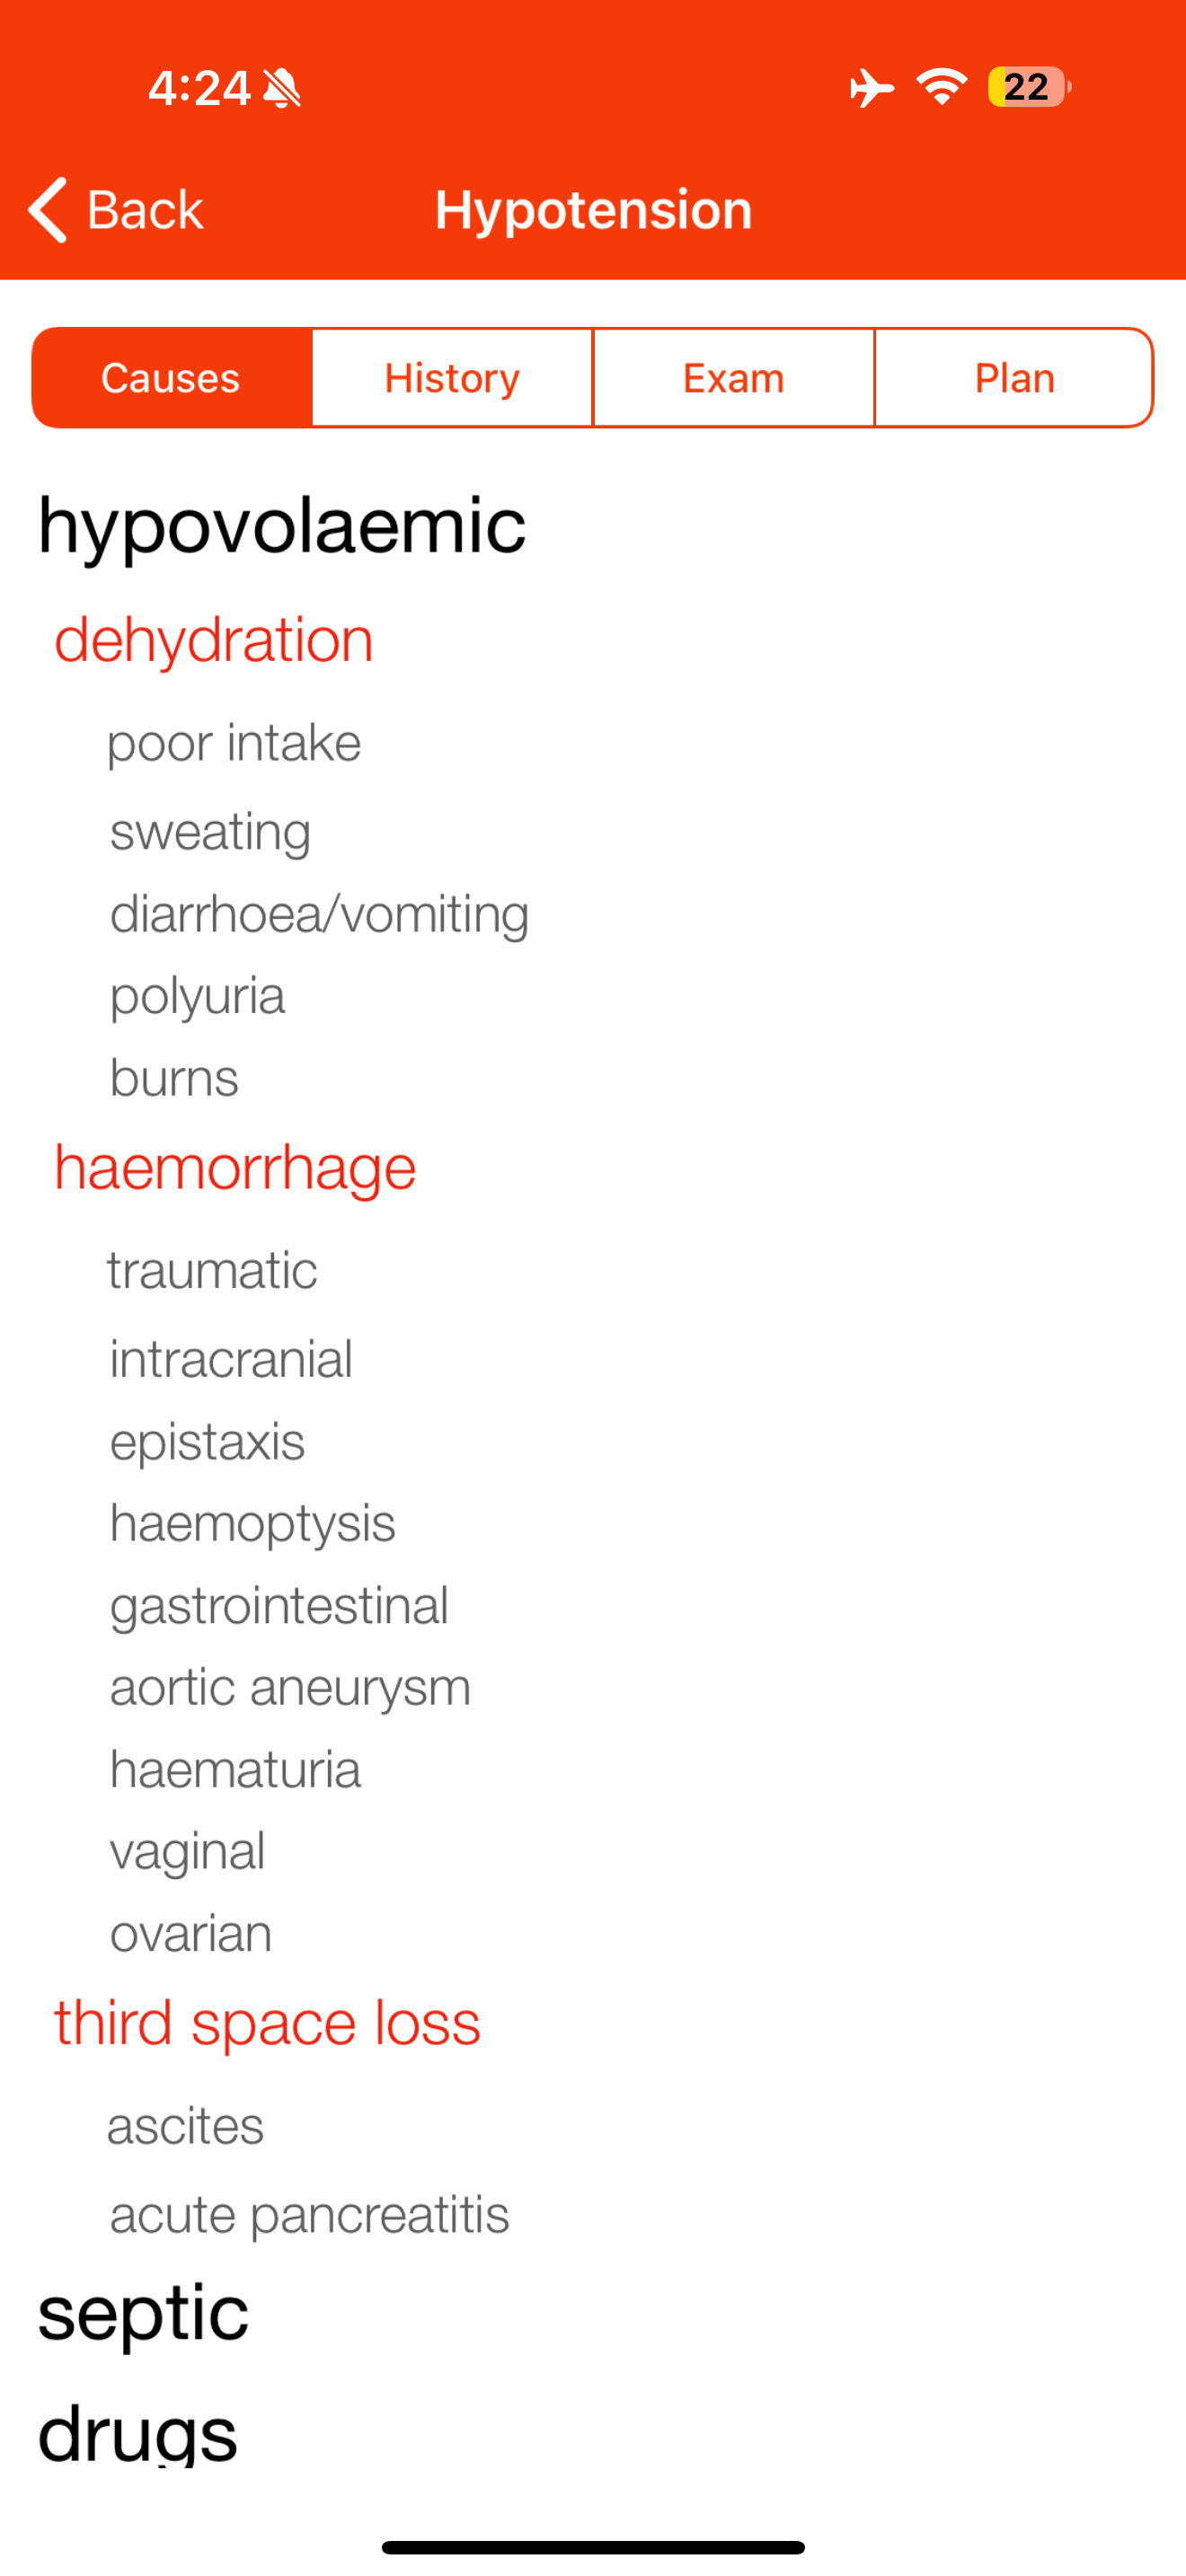 4:24
22
Back
Hypotension
Causes
History
Exam
Plan
hypovolaemic
dehydration
poor intake
sweating
diarrhoea/vomiting
polyuria
burns
haemorrhage
traumatic
intracranial
epistaxis
haemoptysis
gastrointestinal
aortic aneurysm
haematuria
vaginal
ovarian
third space loss
ascites
acute pancreatitis
septic
drugs